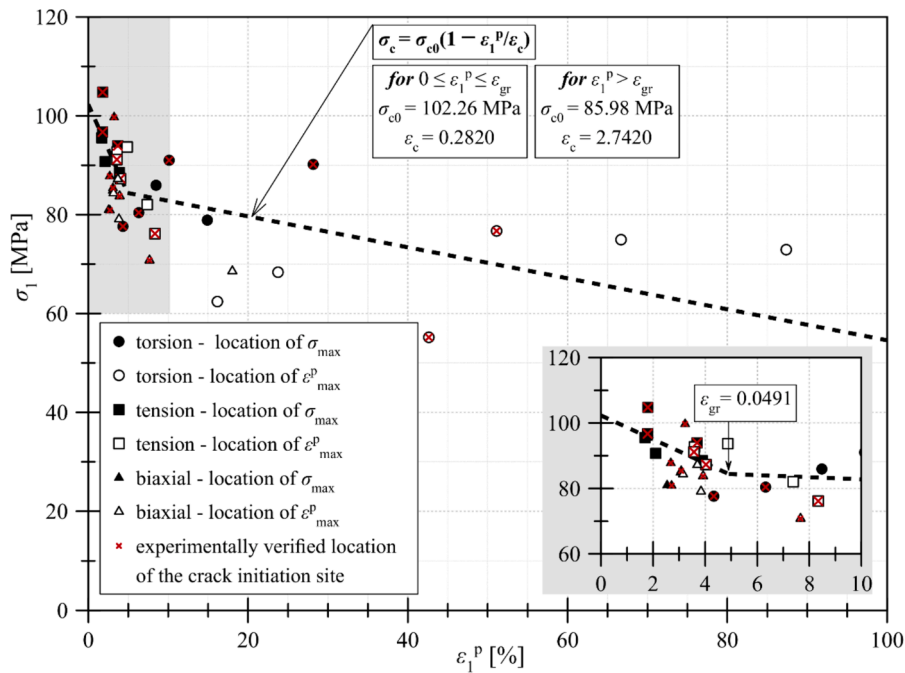 120
100
80
60
40
20
0
σ₁ [MPa]
σc = σc0(1 − ε₁ᵖ/εc)
for 0 ≤ ε₁ᵖ ≤ εgr
σc0 = 102.26 MPa
εc = 0.2820
for ε₁ᵖ > εgr
σc0 = 85.98 MPa
εc = 2.7420
torsion - location of σmax
torsion - location of εᵖmax
tension - location of σmax
tension - location of εᵖmax
biaxial - location of σmax
biaxial - location of εᵖmax
experimentally verified location
of the crack initiation site
120
100
80
60
εgr = 0.0491
0 2 4 6 8 10
0 20 40 60 80 100
ε₁ᵖ [%]